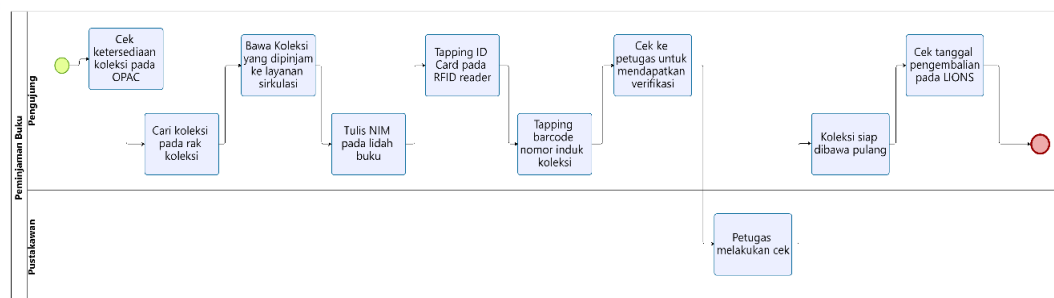 Peminjaman Buku
Pengujung
Cek
ketersediaan
koleksi pada
OPAC
Cari koleksi
pada rak
koleksi
Bawa Koleksi
yang dipinjam
ke layanan
sirkulasi
Tulis NIM
pada lidah
buku
Tapping ID
Card pada
RFID reader
Tapping
barcode
nomor induk
koleksi
Cek ke
petugas untuk
mendapatkan
verifikasi
Koleksi siap
dibawa pulang
Cek tanggal
pengembalian
pada LIONS
Pustakawan
Petugas
melakukan cek